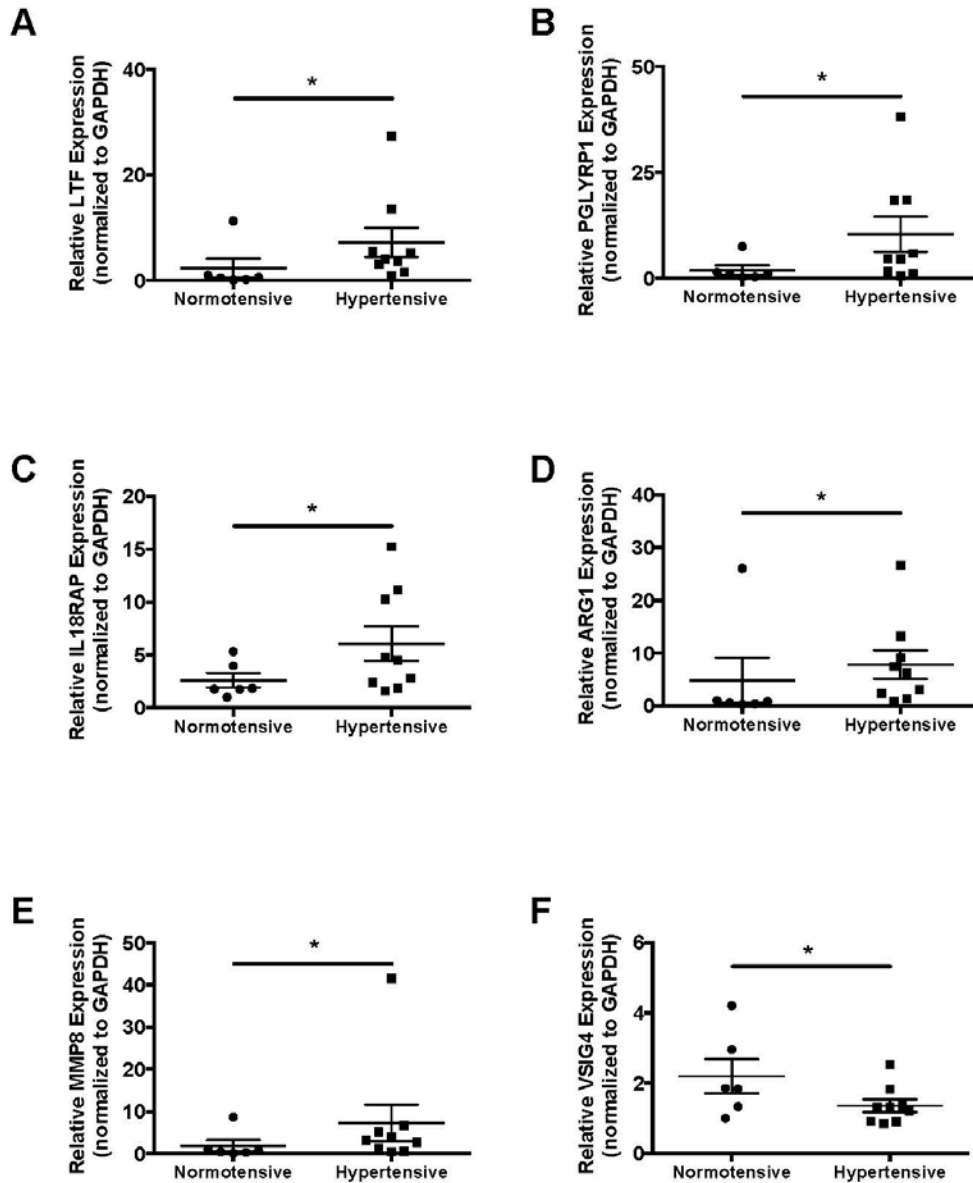 A
Relative LTF Expression
(normalized to GAPDH)
40
20
0
*
Normotensive
Hypertensive
B
Relative PGLYRP1 Expression
(normalized to GAPDH)
50
25
0
*
Normotensive
Hypertensive
C
Relative IL18RAP Expression
(normalized to GAPDH)
20
15
10
5
0
*
Normotensive
Hypertensive
D
Relative ARG1 Expression
(normalized to GAPDH)
40
30
20
10
0
*
Normotensive
Hypertensive
E
Relative MMP8 Expression
(normalized to GAPDH)
50
40
30
20
10
0
*
Normotensive
Hypertensive
F
Relative VSIG4 Expression
(normalized to GAPDH)
6
4
2
0
*
Normotensive
Hypertensive